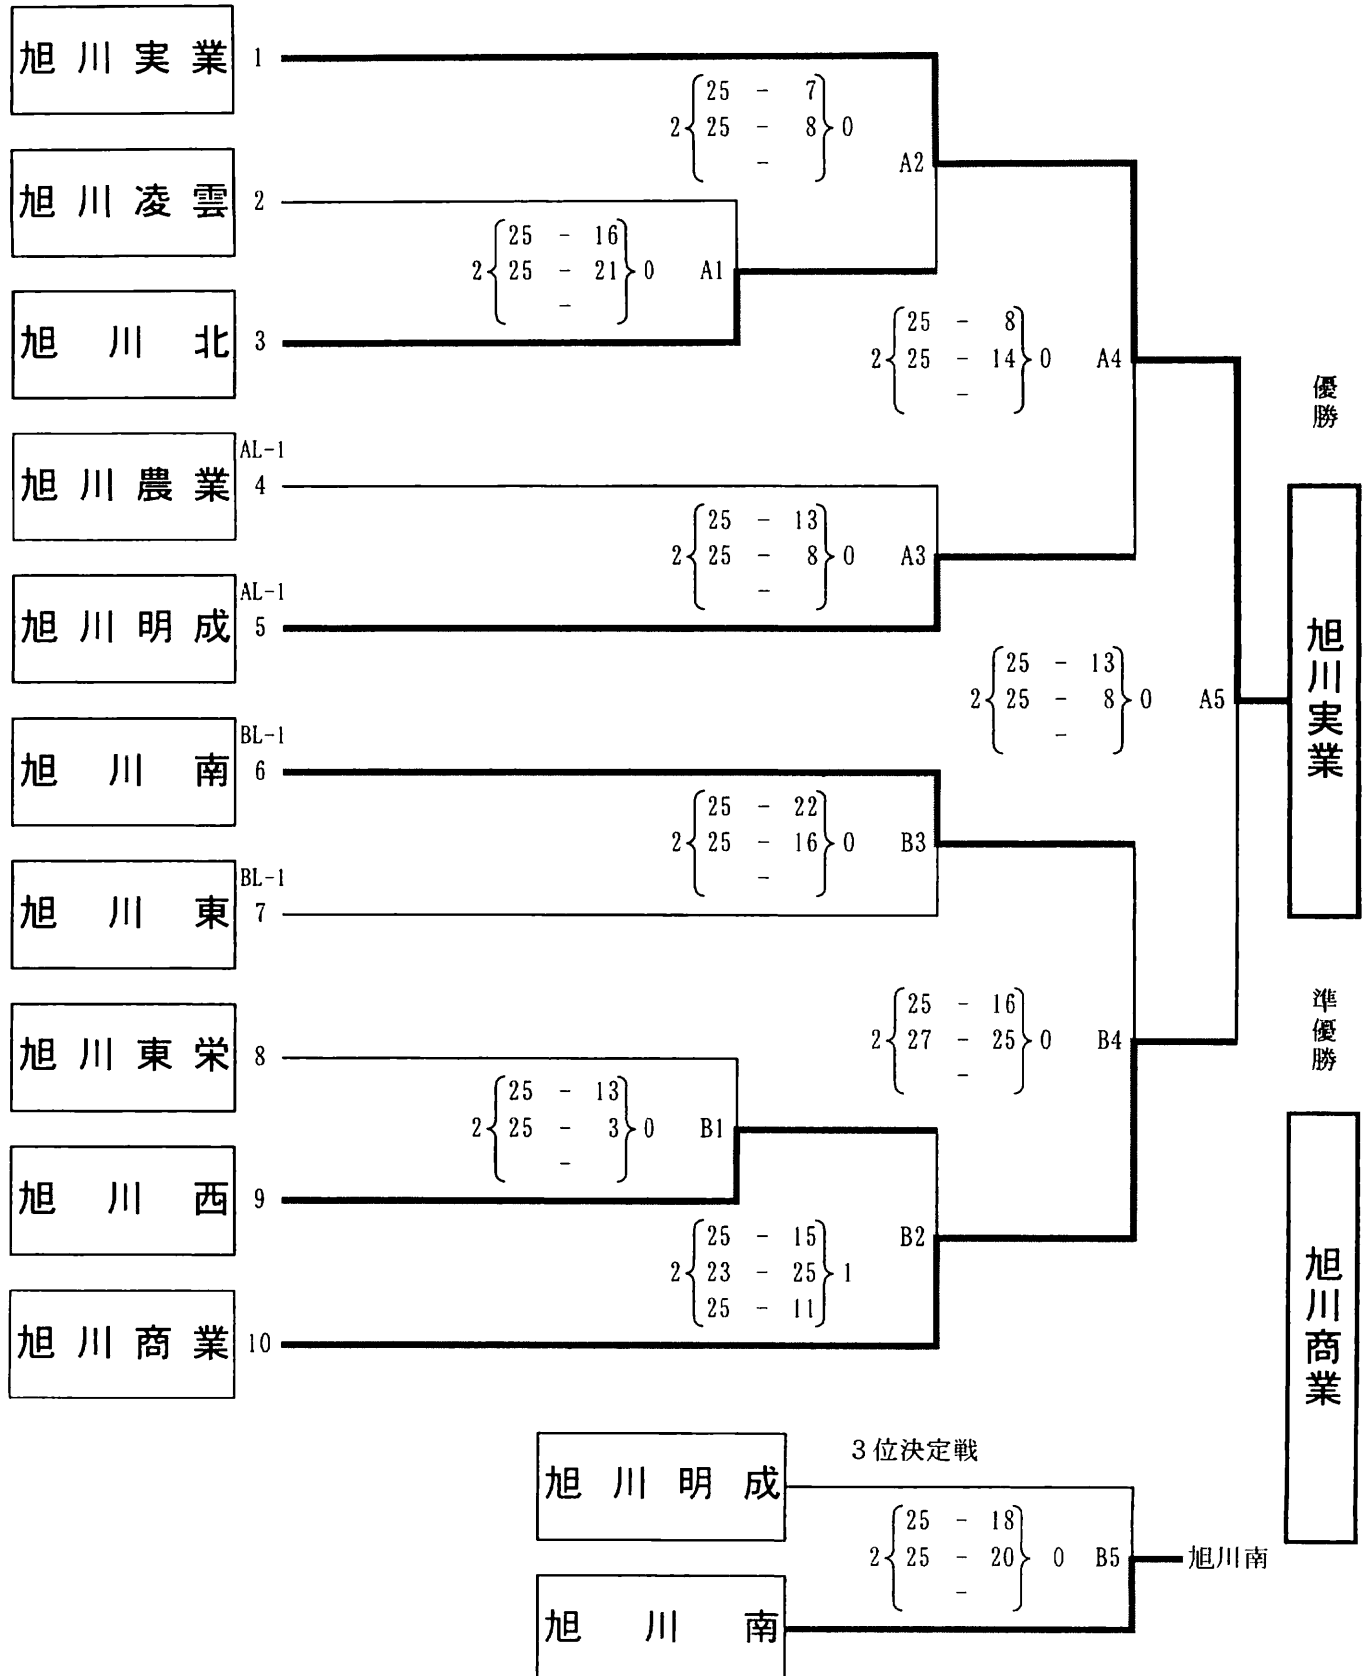 旭川実業 1
2 25 - 7 0
25 - 8
-
A2
旭川凌雲 2
2 25 - 16 0
25 - 21
-
A1
旭川北 3
2 25 - 8 0
25 - 14
-
A4
優勝
旭川実業
AL-1
旭川農業 4
2 25 - 13 0
25 - 8
-
A3
AL-1
旭川明成 5
2 25 - 13 0
25 - 8
-
A5
BL-1
旭川南 6
2 25 - 22 0
25 - 16
-
B3
BL-1
旭川東 7
2 25 - 16 0
27 - 25
-
B4
準優勝
旭川商業
旭川東栄 8
2 25 - 13 0
25 - 3
-
B1
旭川西 9
2 25 - 15 1
23 - 25
25 - 11
B2
旭川商業 10
3位決定戦
旭川明成
2 25 - 18 0
25 - 20
-
B5
旭川南
旭川南